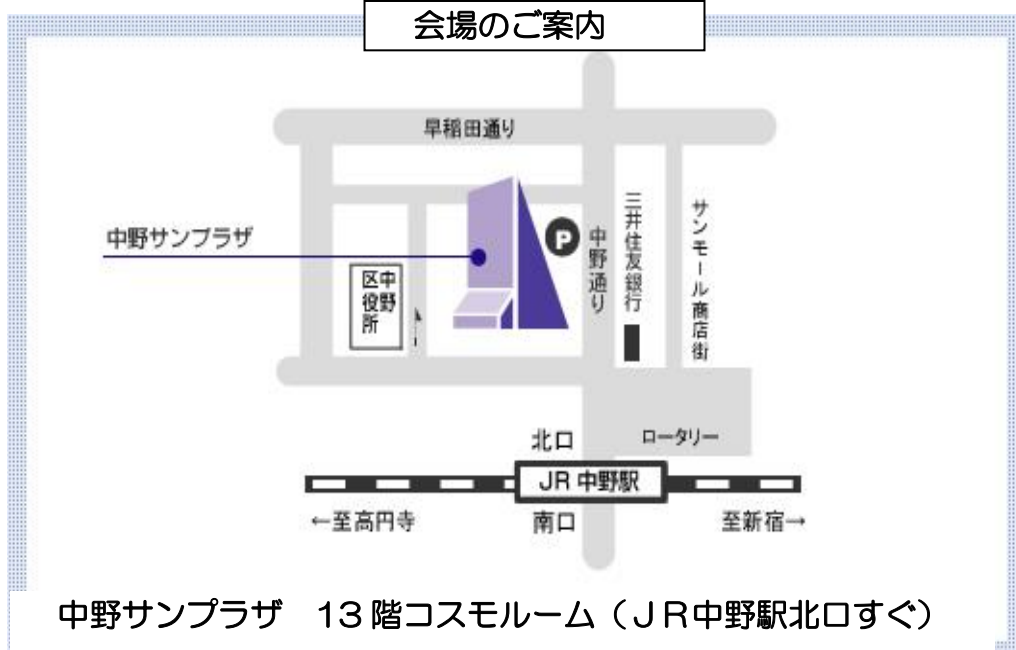 会場のご案内
早稲田通り
中野サンプラザ
中野
区役所
P
中野通り
三井住友銀行
サンモール商店街
北口
ロータリー
JR 中野駅
←至高円寺
南口
至新宿→
中野サンプラザ 13階コスモルーム（ＪＲ中野駅北口すぐ）